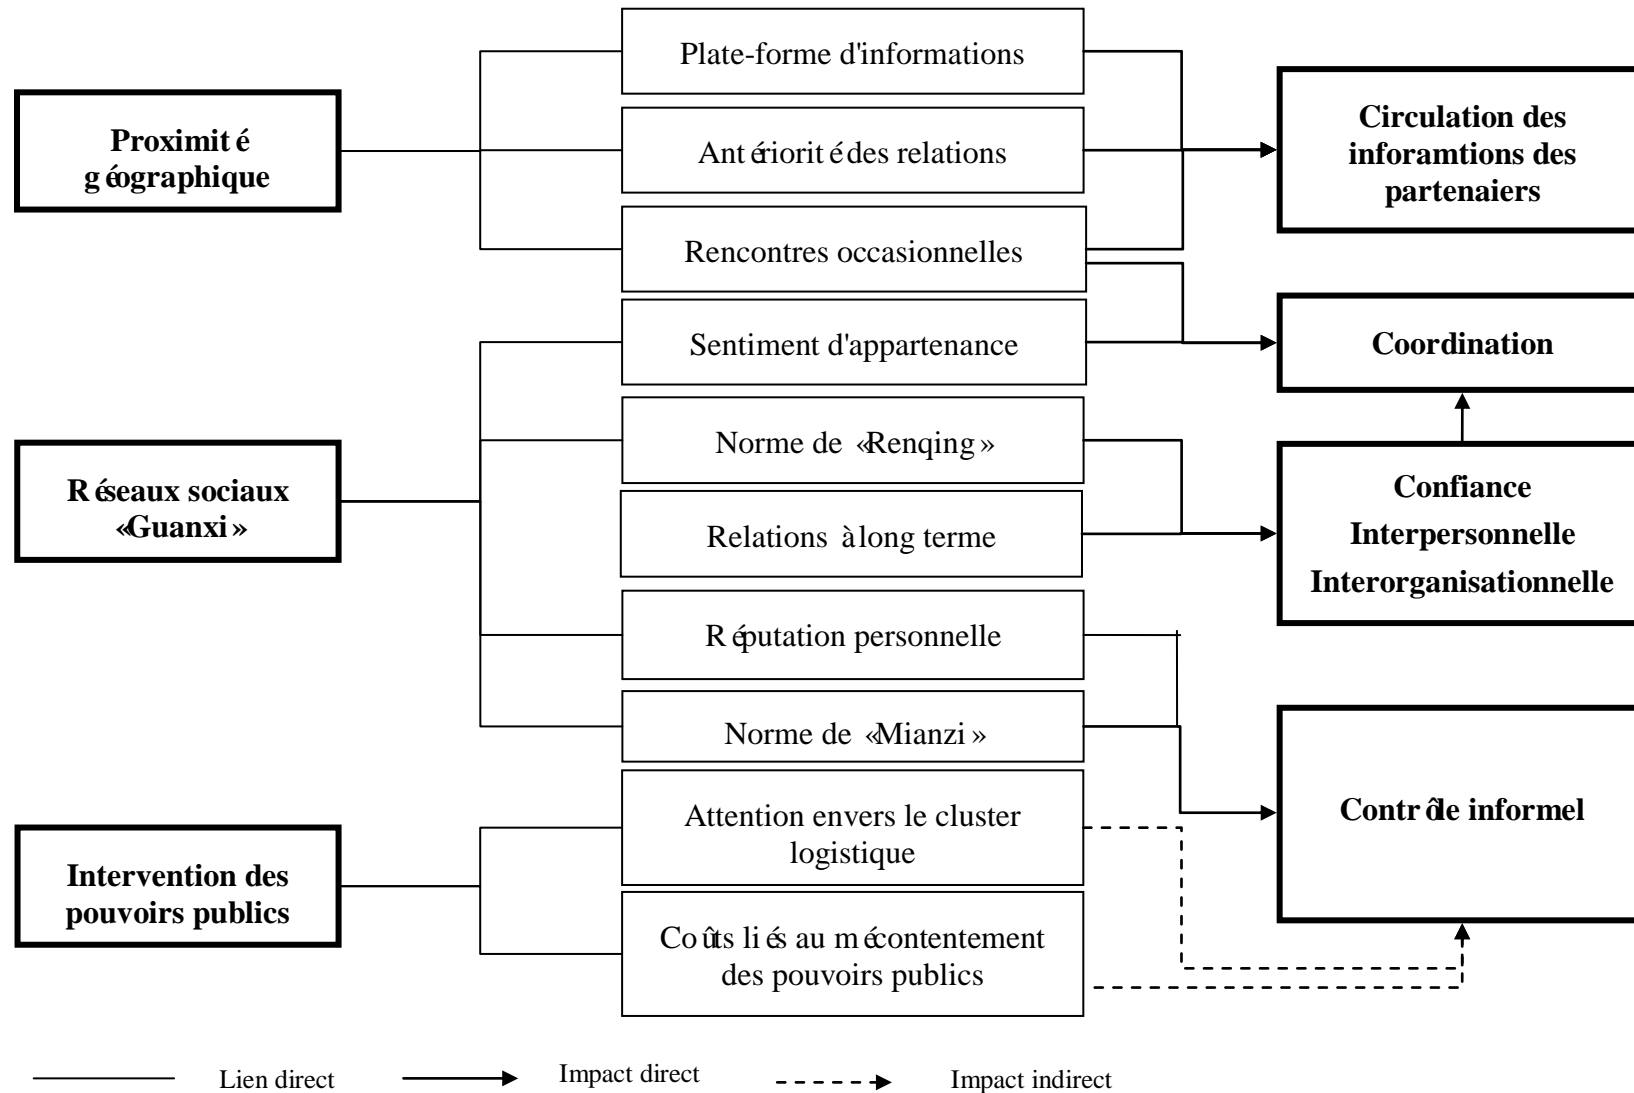 Plate-forme d'informations
Antériorité des relations
Rencontres occasionnelles
Sentiment d'appartenance
Norme de «Renqing»
Relations à long terme
Réputation personnelle
Norme de «Mianzi»
Attention envers le cluster
logistique
Coûts liés au mécontentement
des pouvoirs publics
Proximité
géographique
Réseaux sociaux
«Guanxi»
Intervention des
pouvoirs publics
Circulation des
inforamtions des
partenaiers
Coordination
Confiance
Interpersonnelle
Interorganisationnelle
Contrôle informel
Lien direct
Impact direct
Impact indirect